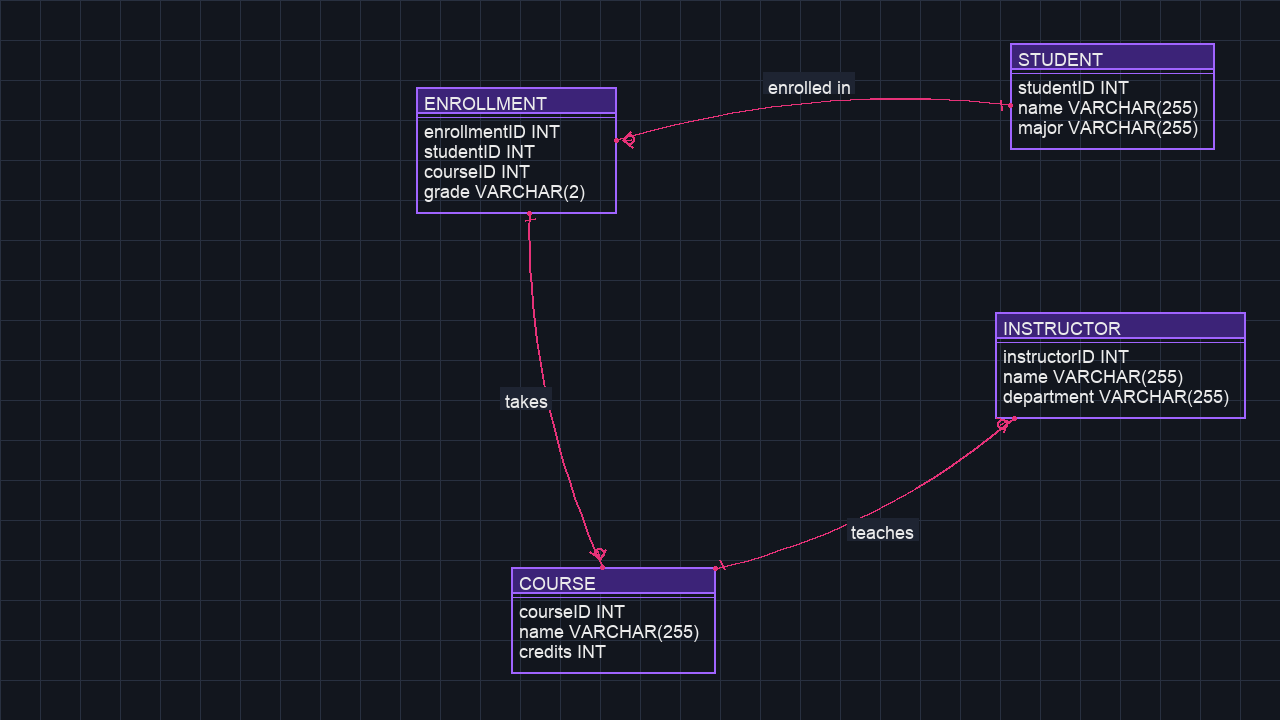 STUDENT
studentID INT
name VARCHAR(255)
major VARCHAR(255)
enrolled in
ENROLLMENT
enrollmentID INT
studentID INT
courseID INT
grade VARCHAR(2)
INSTRUCTOR
instructorID INT
name VARCHAR(255)
department VARCHAR(255)
takes
teaches
COURSE
courseID INT
name VARCHAR(255)
credits INT